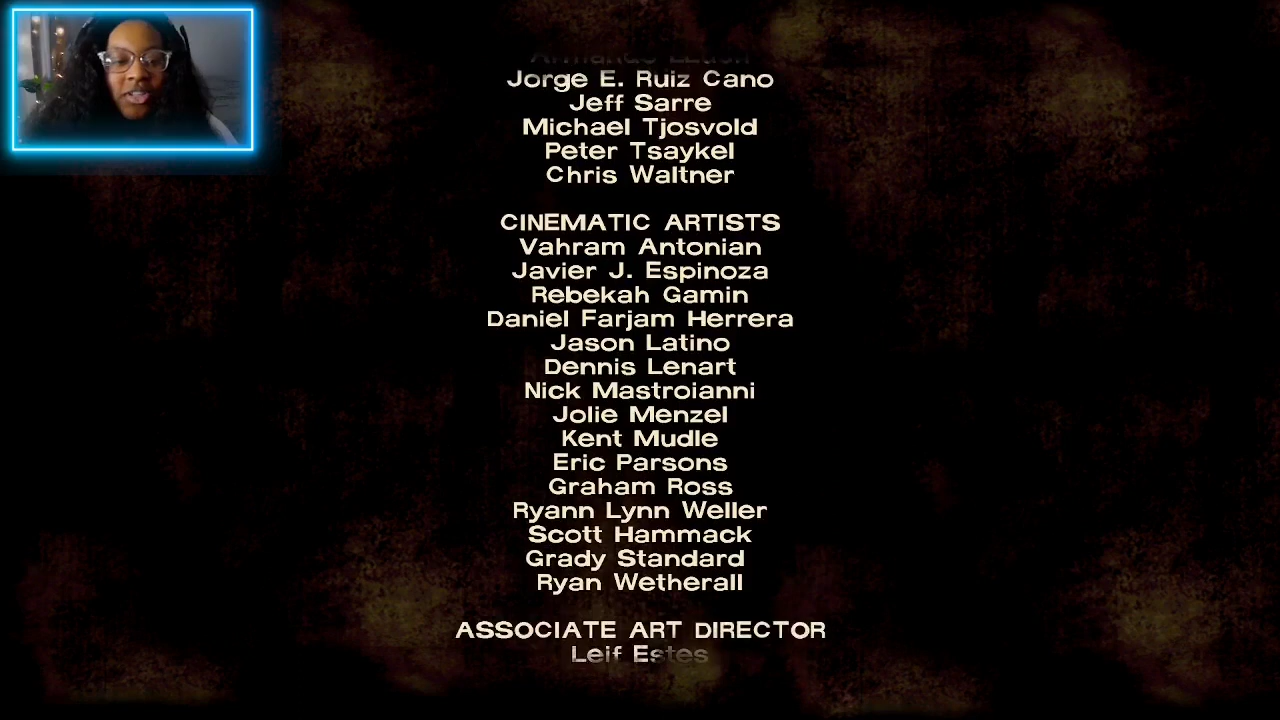 Jorge E. Ruiz Cano
Jeff Sarre
Michael Tjosvold
Peter Tsaykel
Chris Waltner
CINEMATIC ARTISTS
Vahram Antonian
Javier J. Espinoza
Rebekah Gamin
Daniel Farjam Herrera
Jason Latino
Dennis Lenart
Nick Mastroianni
Jolie Menzel
Kent Mudle
Eric Parsons
Graham Ross
Ryann Lynn Weller
Scott Hammack
Grady Standard
Ryan Wetherall
ASSOCIATE ART DIRECTOR
Leif Estes